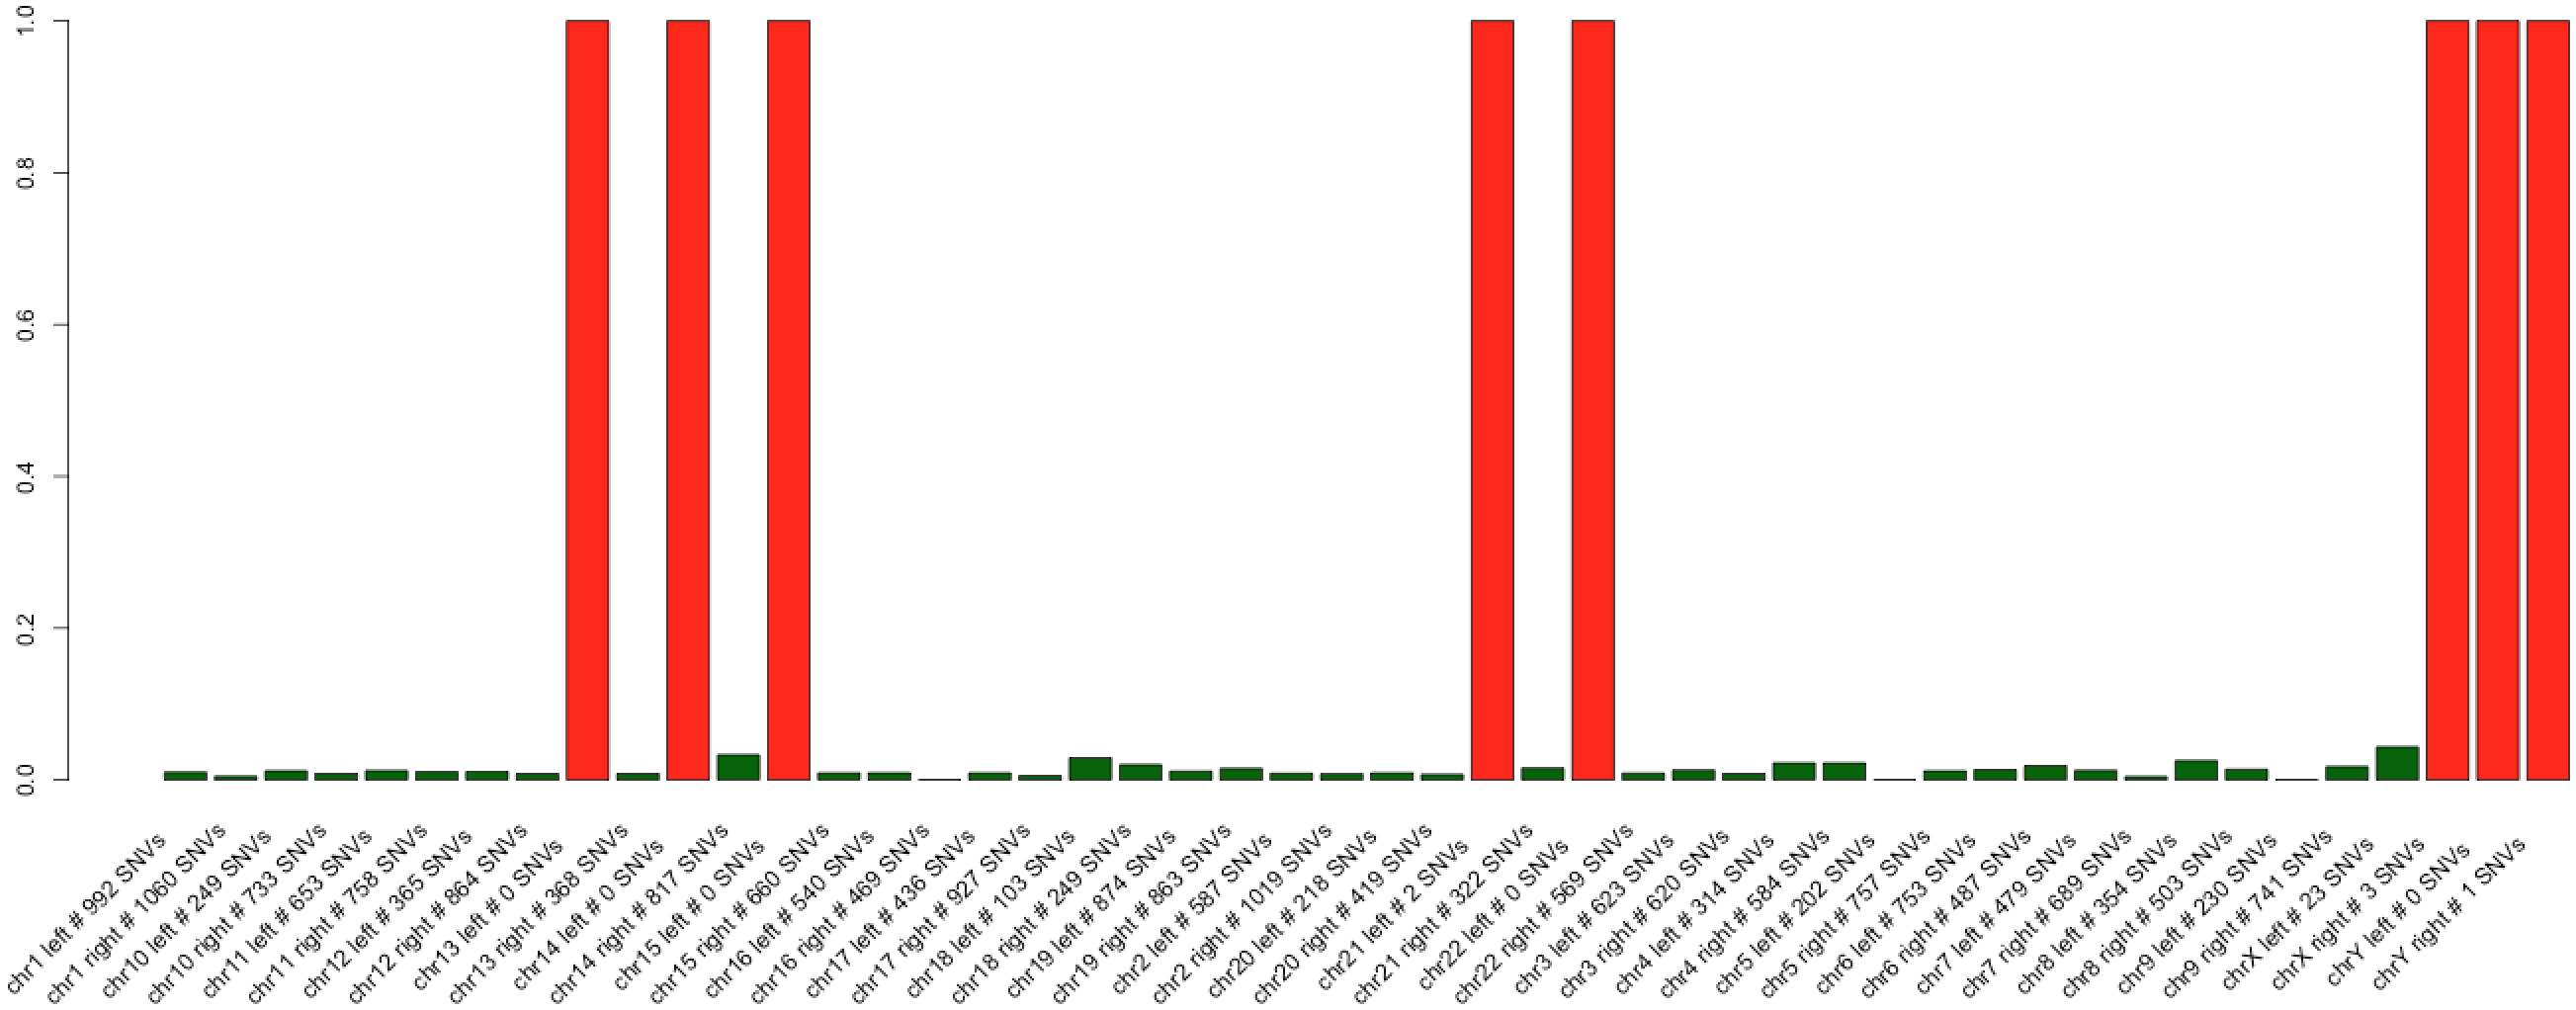 1.0
0.8
0.6
0.4
0.2
0.0
chr1 left # 992 SNVs
chr1 right # 1060 SNVs
chr10 left # 249 SNVs
chr10 right # 733 SNVs
chr11 left # 653 SNVs
chr11 right # 758 SNVs
chr12 left # 365 SNVs
chr12 right # 864 SNVs
chr13 left # 0 SNVs
chr13 right # 368 SNVs
chr14 left # 0 SNVs
chr14 right # 817 SNVs
chr15 left # 0 SNVs
chr15 right # 660 SNVs
chr16 left # 540 SNVs
chr16 right # 469 SNVs
chr17 left # 436 SNVs
chr17 right # 927 SNVs
chr18 left # 103 SNVs
chr18 right # 249 SNVs
chr19 left # 874 SNVs
chr19 right # 863 SNVs
chr2 left # 587 SNVs
chr2 right # 1019 SNVs
chr20 left # 218 SNVs
chr20 right # 419 SNVs
chr21 left # 2 SNVs
chr21 right # 322 SNVs
chr22 left # 0 SNVs
chr22 right # 569 SNVs
chr3 left # 623 SNVs
chr3 right # 620 SNVs
chr4 left # 314 SNVs
chr4 right # 584 SNVs
chr5 left # 202 SNVs
chr5 right # 757 SNVs
chr6 left # 753 SNVs
chr6 right # 487 SNVs
chr7 left # 479 SNVs
chr7 right # 689 SNVs
chr8 left # 354 SNVs
chr8 right # 503 SNVs
chr9 left # 230 SNVs
chr9 right # 741 SNVs
chrX left # 23 SNVs
chrX right # 3 SNVs
chrY left # 0 SNVs
chrY right # 1 SNVs